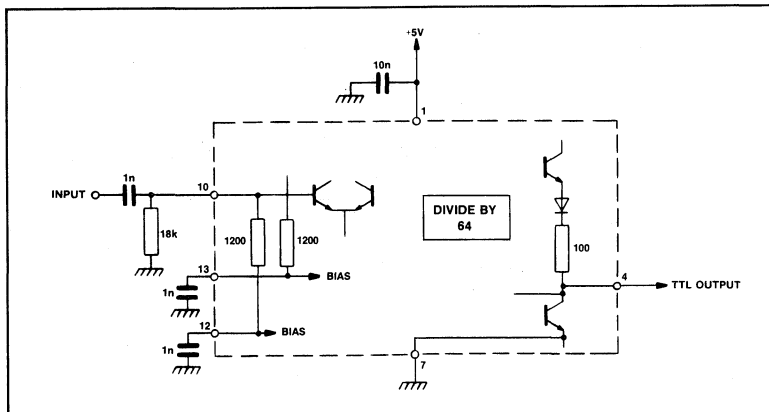 +5V
10n
1
1n
INPUT
10
18k
1200
1200
DIVIDE BY
64
100
4
TTL OUTPUT
13
BIAS
1n
12
BIAS
1n
7